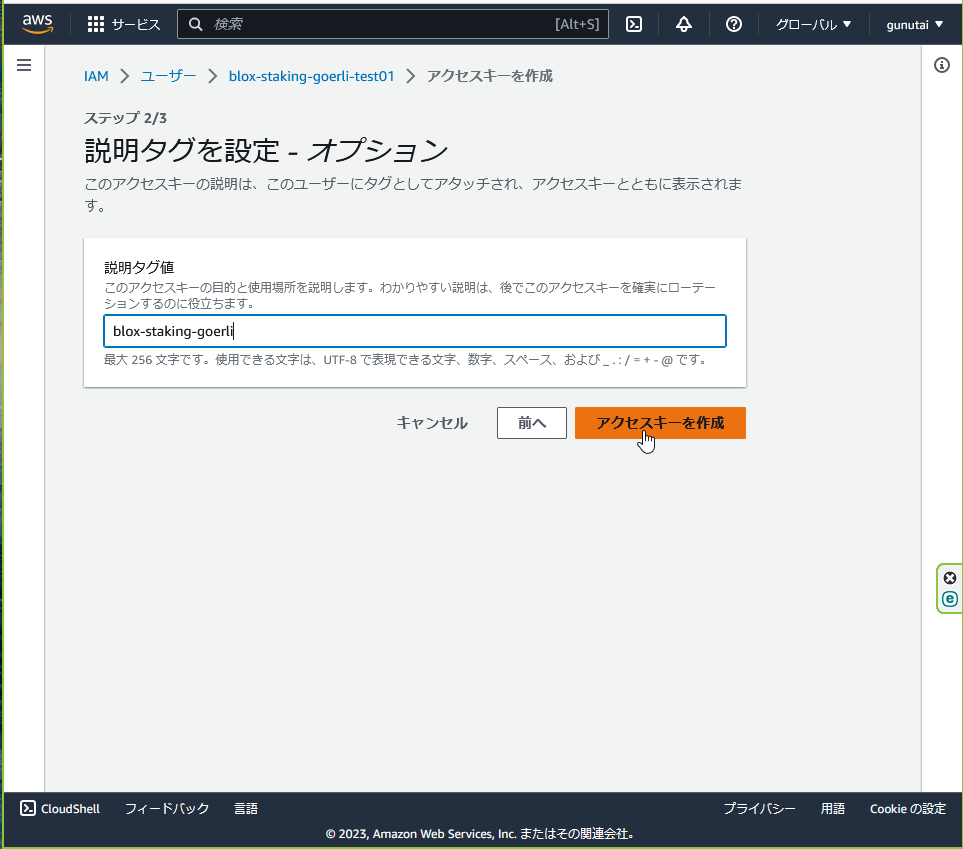 aws サービス 検索 [Alt+S] グローバル ▼ gunutai ▼
IAM > ユーザー > blox-staking-goerli-test01 > アクセスキーを作成
ステップ 2/3
説明タグを設定 - オプション
このアクセスキーの説明は、このユーザーにタグとしてアタッチされ、アクセスキーとともに表示されま
す。
説明タグ値
このアクセスキーの目的と使用場所を説明します。わかりやすい説明は、後でこのアクセスキーを確実にローテー
ションするのに役立ちます。
blox-staking-goerli
最大 256 文字です。使用できる文字は、UTF-8 で表現できる文字、数字、スペース、および _ . : / = + - @ です。
キャンセル 前へ アクセスキーを作成
CloudShell フィードバック 言語 プライバシー 用語 Cookie の設定
© 2023, Amazon Web Services, Inc. またはその関連会社。